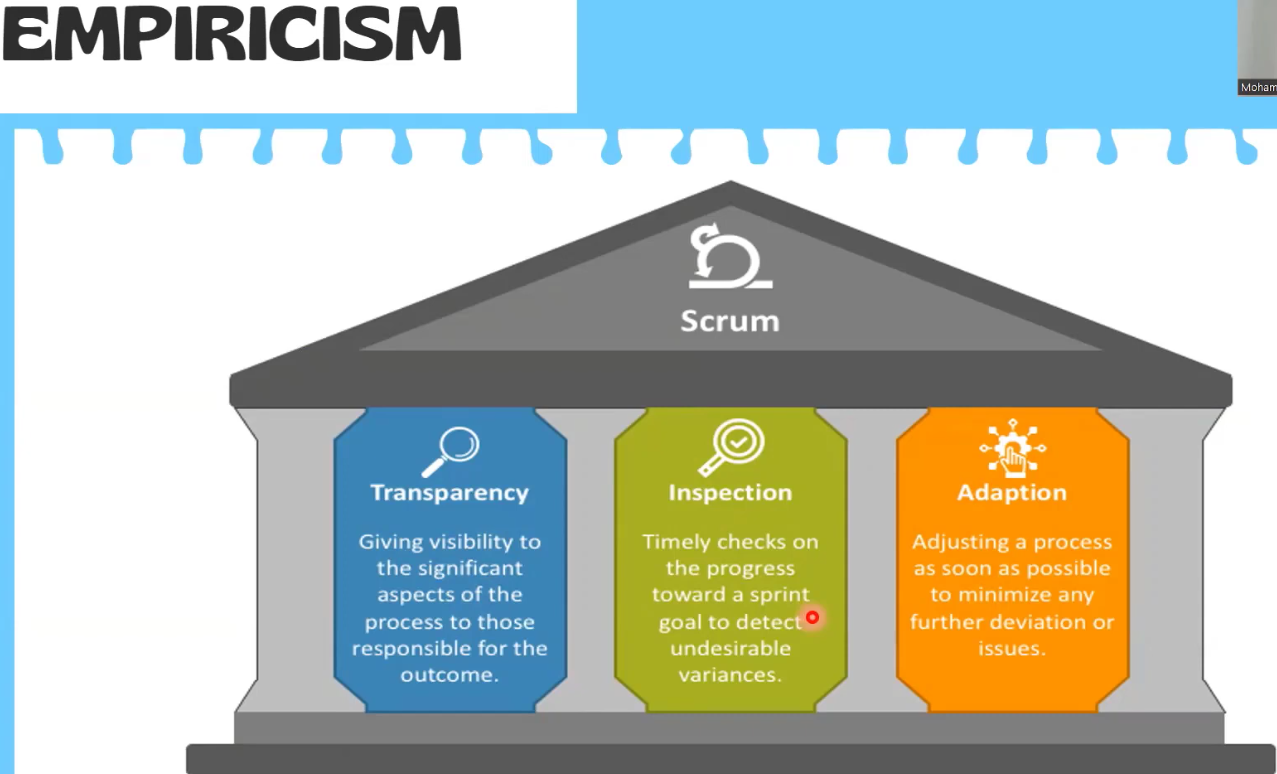 EMPIRICISM
Moham
Scrum
Transparency
Giving visibility to
the significant
aspects of the
process to those
responsible for the
outcome.
Inspection
Timely checks on
the progress
toward a sprint
goal to detect
undesirable
variances.
Adaption
Adjusting a process
as soon as possible
to minimize any
further deviation or
issues.